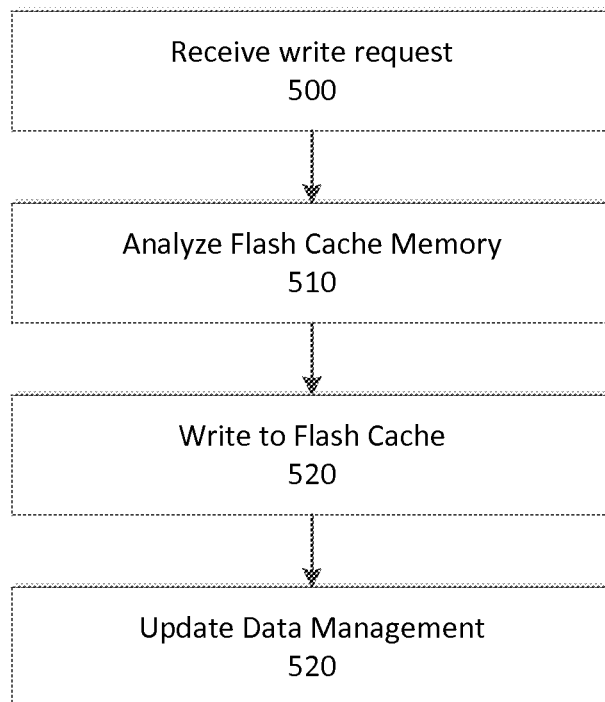 Receive write request
500
Analyze Flash Cache Memory
510
Write to Flash Cache
520
Update Data Management
520